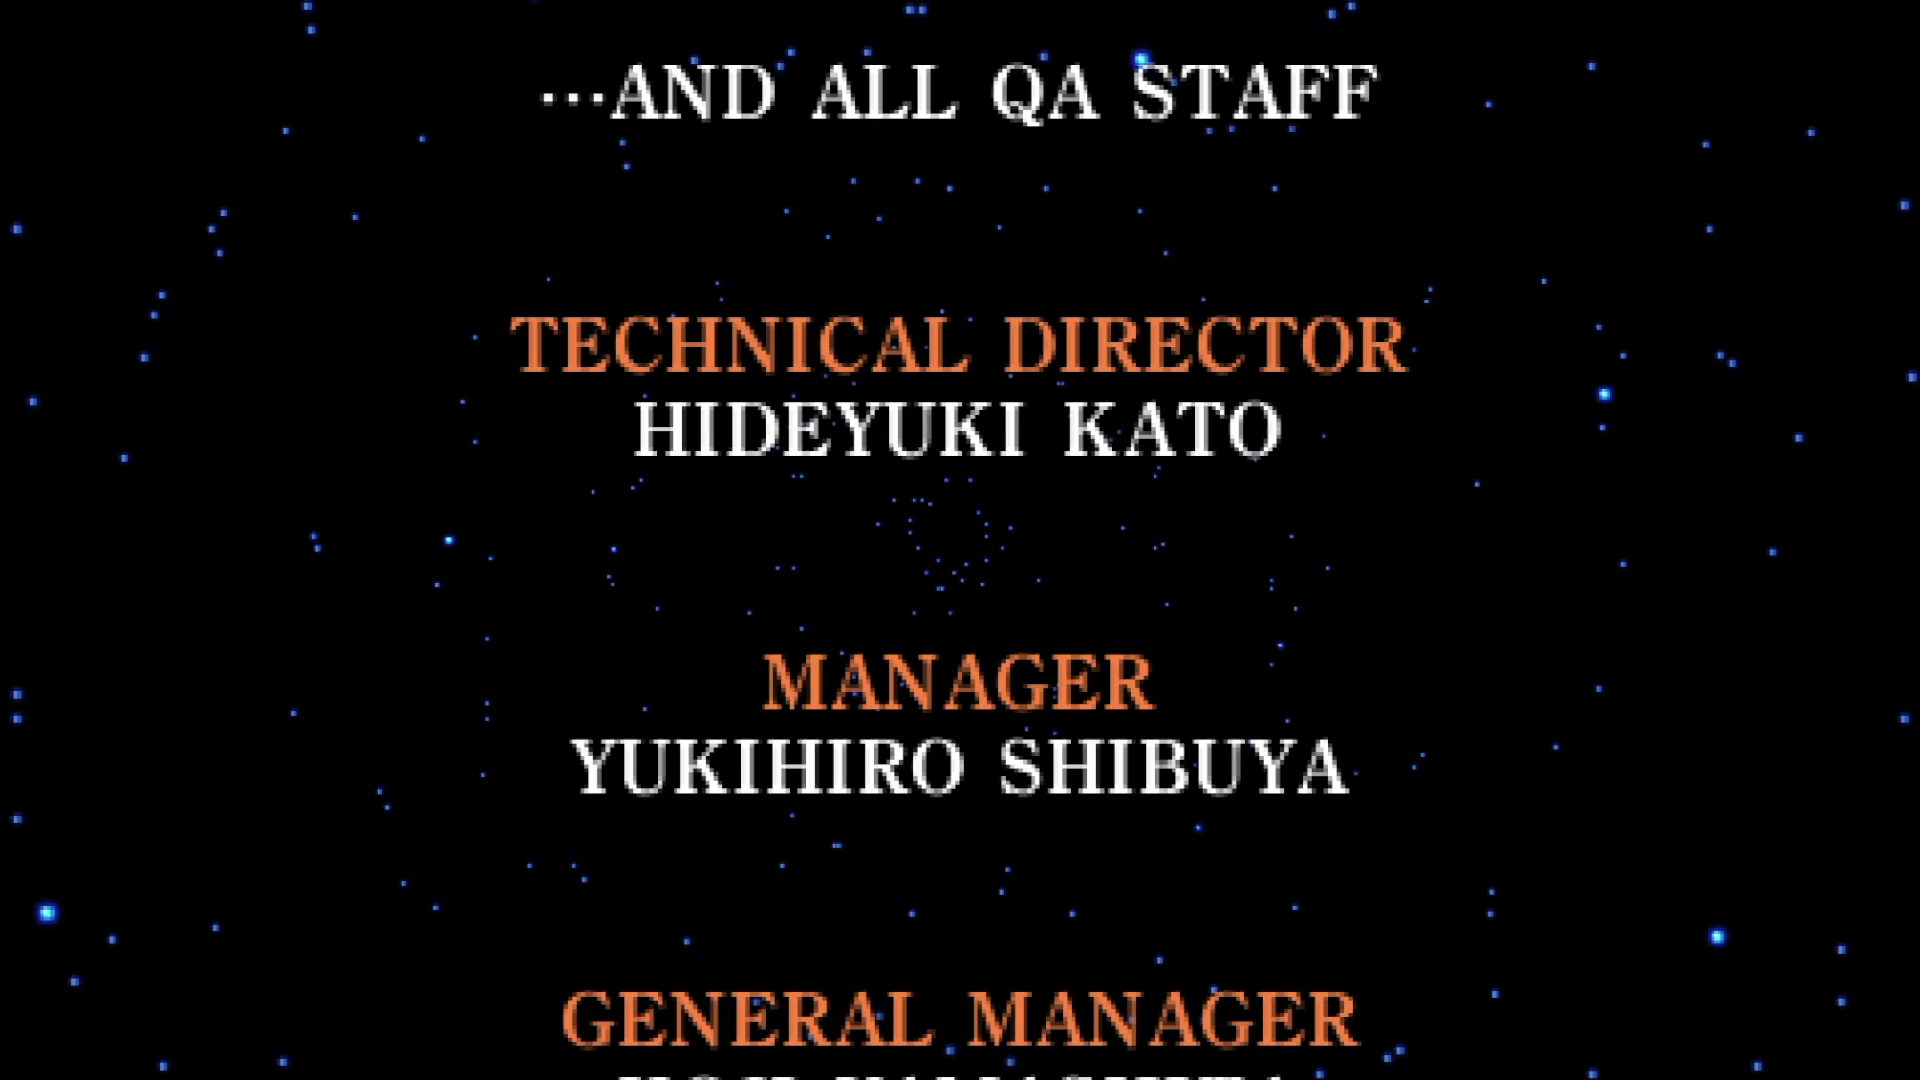 ...AND ALL QA STAFF
TECHNICAL DIRECTOR
HIDEYUKI KATO
MANAGER
YUKIHIRO SHIBUYA
GENERAL MANAGER